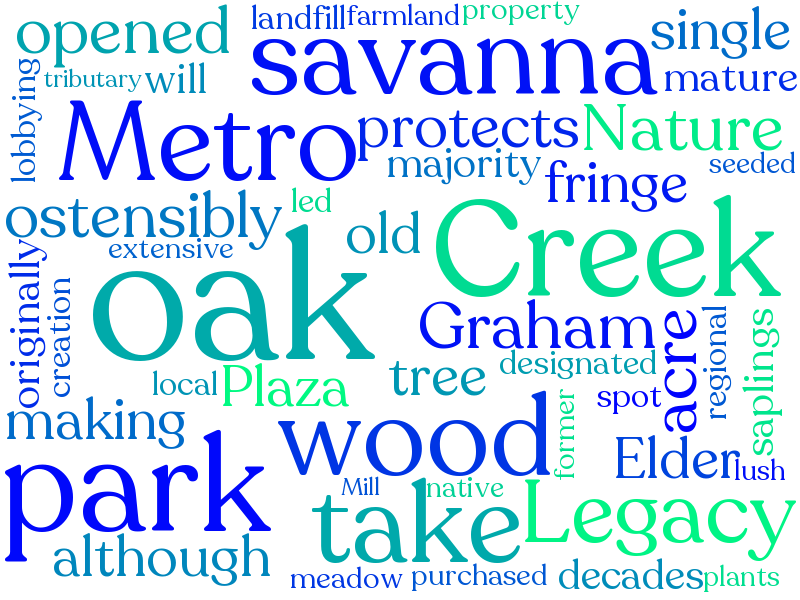 landfill
farmland
property
opened
savanna
single
tributary
will
mature
lobbying
Metro
protects
Nature
majority
seeded
fringe
ostensibly
led
old
Creek
extensive
originally
creation
oak
Graham
acre
regional
saplings
designated
tree
local
Plaza
spot
former
making
wood
Elder
lush
park
Mill
native
take
Legacy
although
meadow
purchased
decades
plants